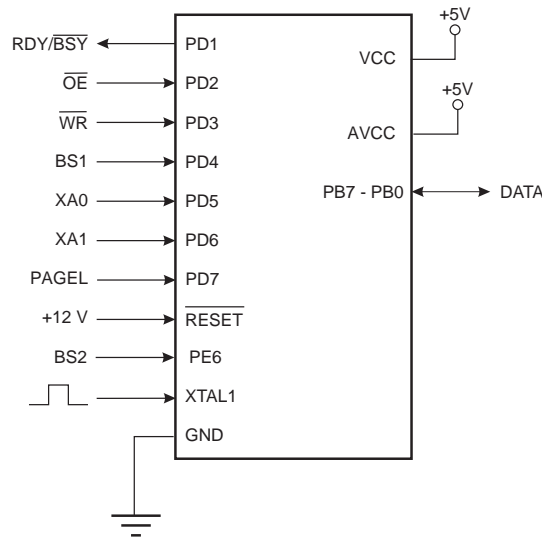 +5V
RDY/BSY PD1
VCC
OE PD2
+5V
WR PD3
AVCC
BS1 PD4
XA0 PD5 PB7 - PB0 DATA
XA1 PD6
PAGEL PD7
+12 V RESET
BS2 PE6
XTAL1
GND